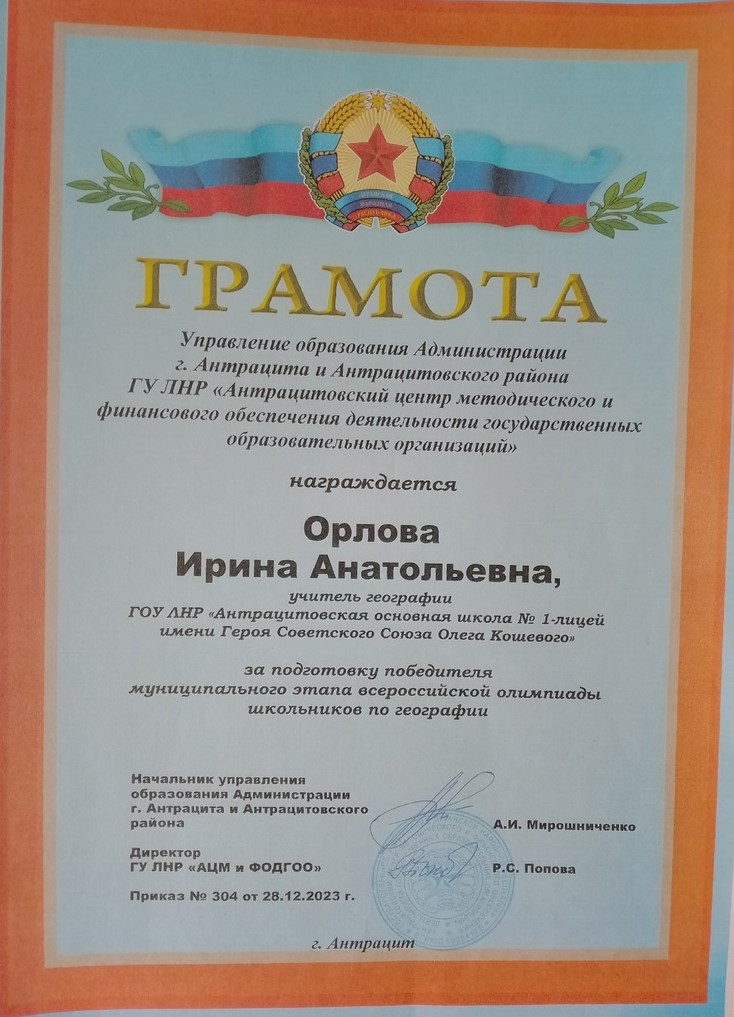 ЛУГАНСКАЯ
НАРОДНАЯ
РЕСПУБЛИКА
ГРАМОТА
Управление образования Администрации
г. Антрацита и Антрацитовского района
ГУ ЛНР «Антрацитовский центр методического и
финансового обеспечения деятельности государственных
образовательных организаций»
награждается
Орлова
Ирина Анатольевна,
учитель географии
ГОУ ЛНР «Антрацитовская основная школа № 1-лицей
имени Героя Советского Союза Олега Кошевого»
за подготовку победителя
муниципального этапа всероссийской олимпиады
школьников по географии
Начальник управления
образования Администрации
г. Антрацита и Антрацитовского
района
А.И. Мирошниченко
Директор
ГУ ЛНР «АЦМ и ФОДГОО»
Р.С. Попова
Приказ № 304 от 28.12.2023 г.
г. Антрацит